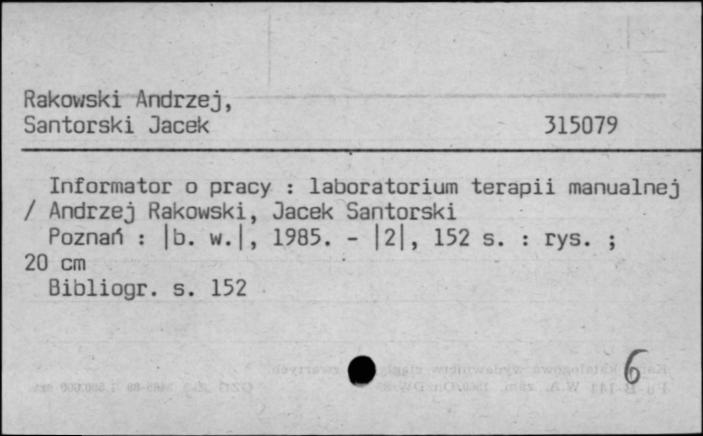 Rakowski Andrzej,
Santorski Jacek 315079
Informator o pracy : laboratorium terapii manualnej
/ Andrzej Rakowski, Jacek Santorski
Poznań : |b. w.|, 1985. - |2|, 152 s. : rys. ;
20 cm
Bibliogr. s. 152
6